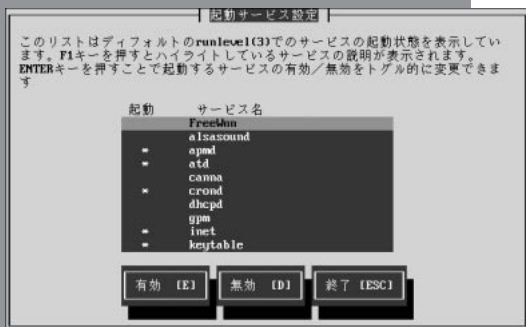 起動サービス設定
このリストはディフォルトのrunlevel(3)でのサービスの起動状態を表示してい
ます。F1キーを押すとハイライトしているサービスの説明が表示されます。
ENTERキーを押すことで起動するサービスの有効／無効をトグル的に変更できま
す
起動 サービス名
FreeWnn
alsasound
* apmd
* atd
canna
* crond
dhcpd
gpm
* inet
* keytable
有効 [E] 無効 [D] 終了 [ESC]